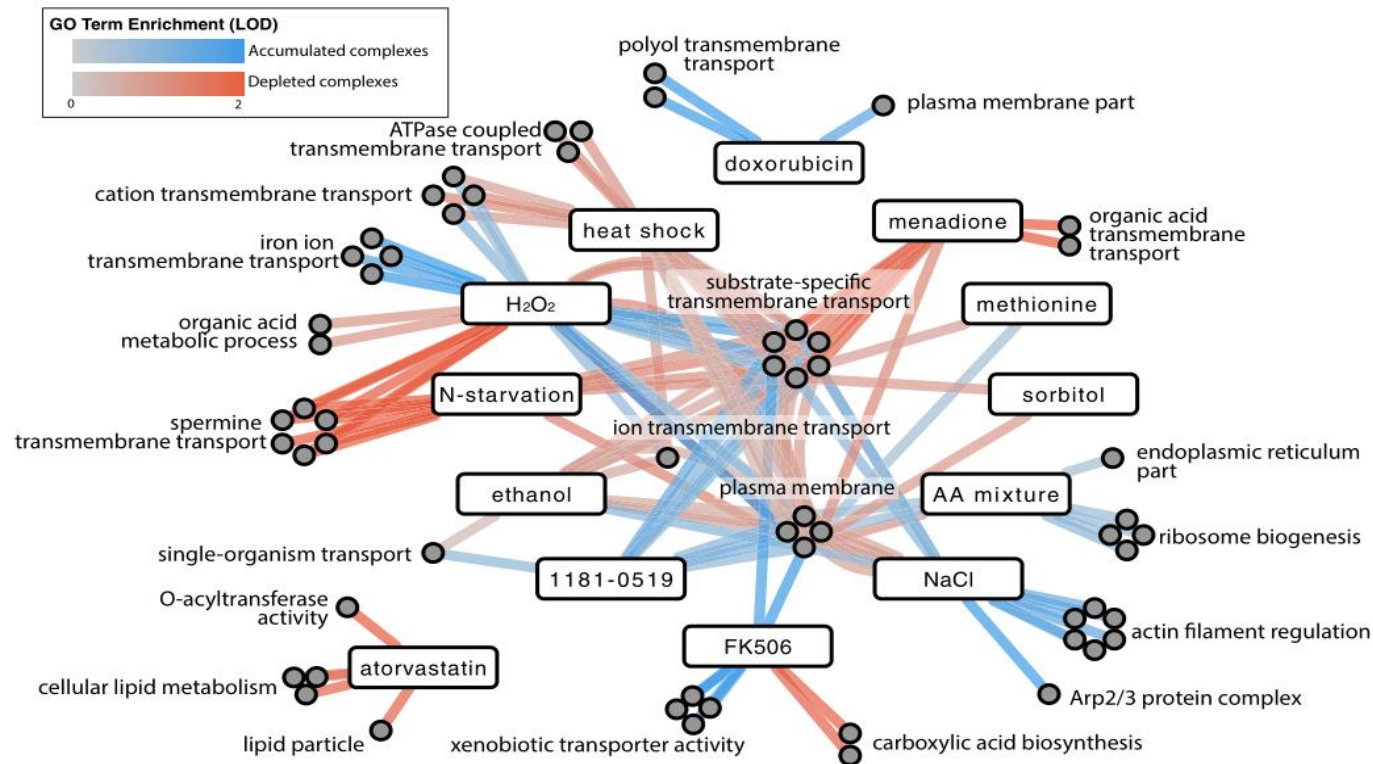 GO Term Enrichment (LOD)
Accumulated complexes
Depleted complexes
0
2
polyol transmembrane
transport
plasma membrane part
doxorubicin
ATPase coupled
transmembrane transport
cation transmembrane transport
heat shock
menadione
organic acid
transmembrane
transport
iron ion
transmembrane transport
H₂O₂
substrate-specific
transmembrane transport
methionine
organic acid
metabolic process
N-starvation
sorbitol
spermine
transmembrane transport
ion transmembrane transport
endoplasmic reticulum
part
ethanol
plasma membrane
AA mixture
ribosome biogenesis
single-organism transport
1181-0519
NaCl
O-acyltransferase
activity
actin filament regulation
FK506
atorvastatin
cellular lipid metabolism
Arp2/3 protein complex
lipid particle
xenobiotic transporter activity
carboxylic acid biosynthesis